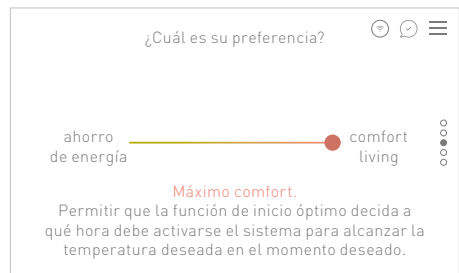 ¿Cuál es su preferencia?
ahorro
de energía
comfort
living
Máximo comfort.
Permitir que la función de inicio óptimo decida a
qué hora debe activarse el sistema para alcanzar la
temperatura deseada en el momento deseado.